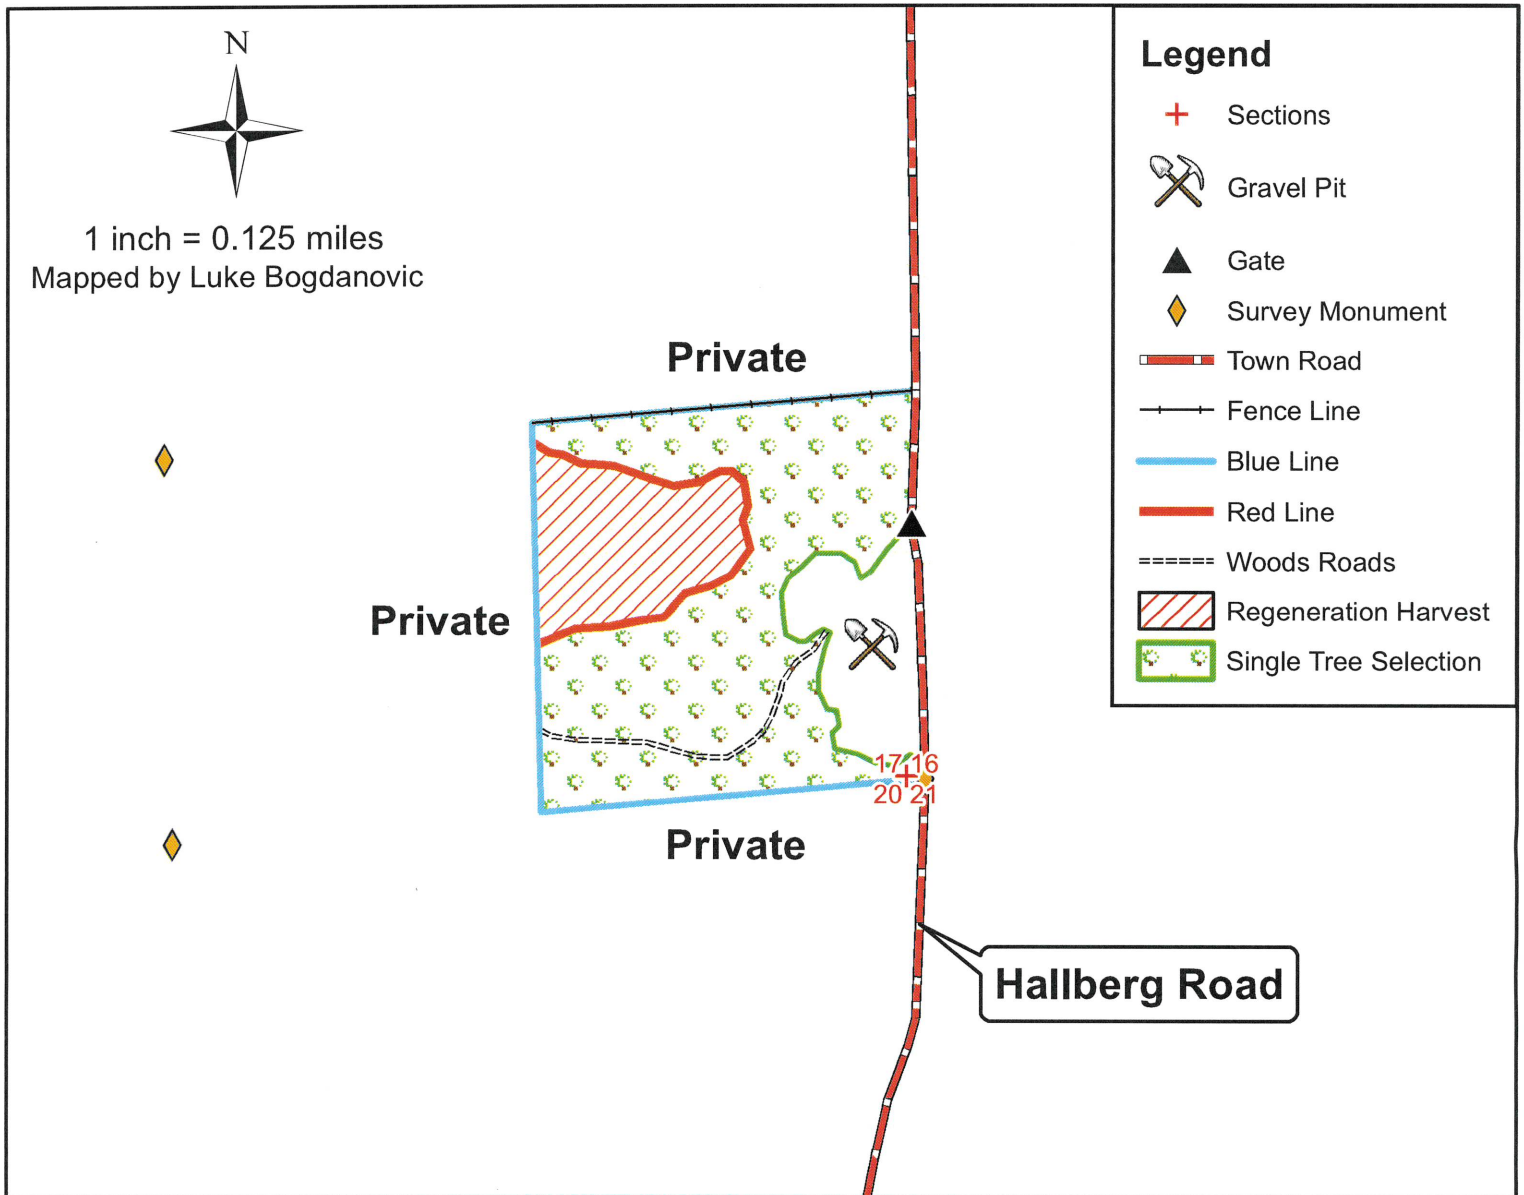 N
1 inch = 0.125 miles
Mapped by Luke Bogdanovic
Legend
Sections
Gravel Pit
Gate
Survey Monument
Town Road
Fence Line
Blue Line
Red Line
Woods Roads
Regeneration Harvest
Single Tree Selection
Private
Private
17 16
20 21
Private
Hallberg Road